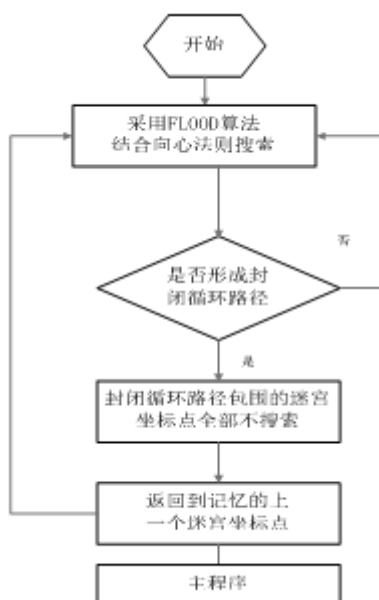 开始
采用FLOOD算法
结合向心法则搜索
否
是否形成封
闭循环路径
是
封闭循环路径包围的迷宫
坐标点全部不搜索
返回到记忆的上
一个迷宫坐标点
主程序